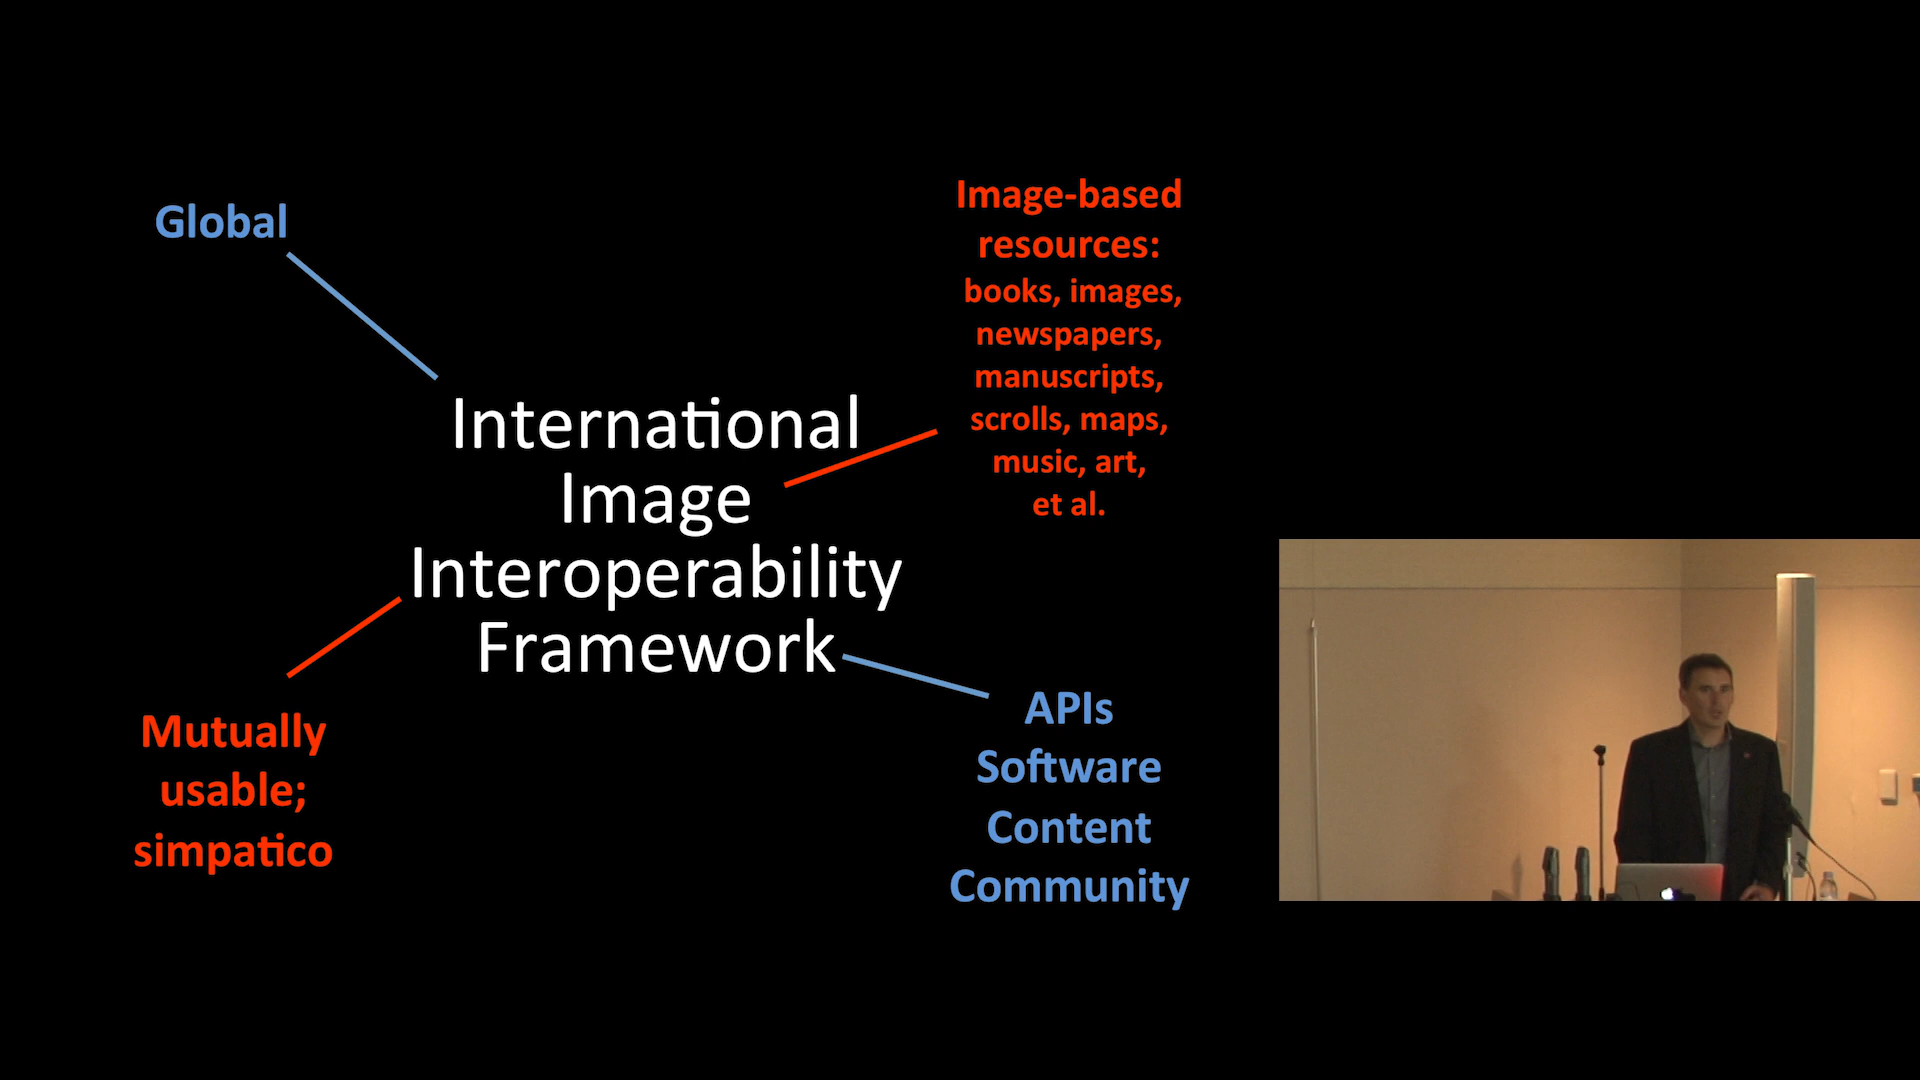 Global
Image-based
resources:
books, images,
newspapers,
manuscripts,
scrolls, maps,
music, art,
et al.
International
Image
Interoperability
Framework
Mutually
usable;
simpatico
APIs
Software
Content
Community